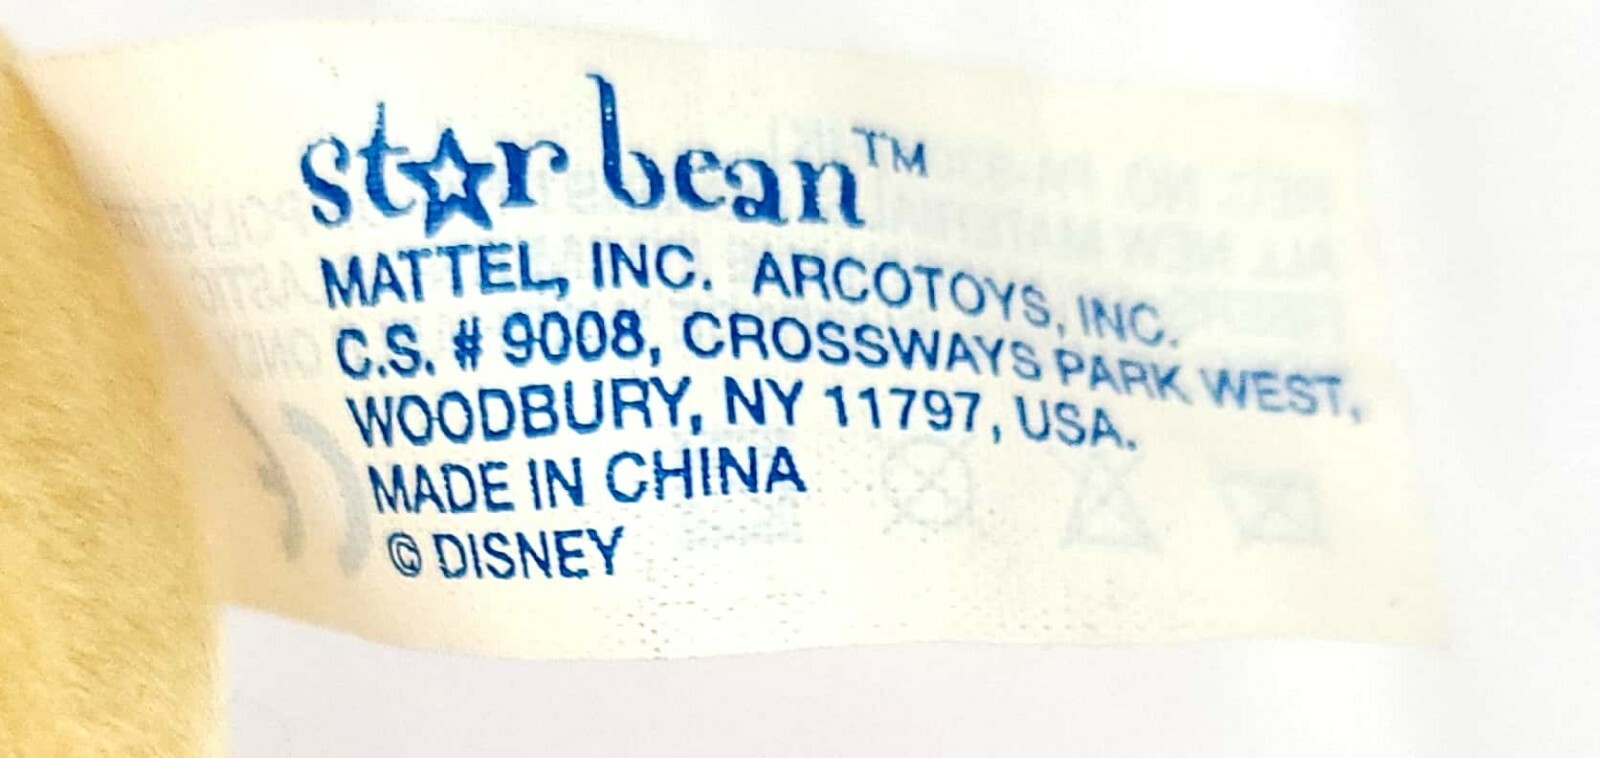 star bean™
MATTEL, INC. ARCOTOYS, INC.
C.S. # 9008, CROSSWAYS PARK WEST,
WOODBURY, NY 11797, USA.
MADE IN CHINA
© DISNEY